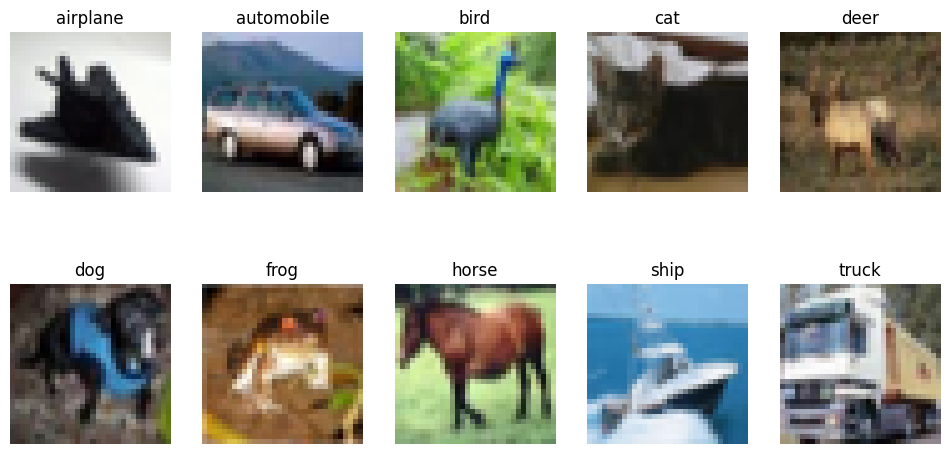 airplane automobile bird cat deer
dog frog horse ship truck